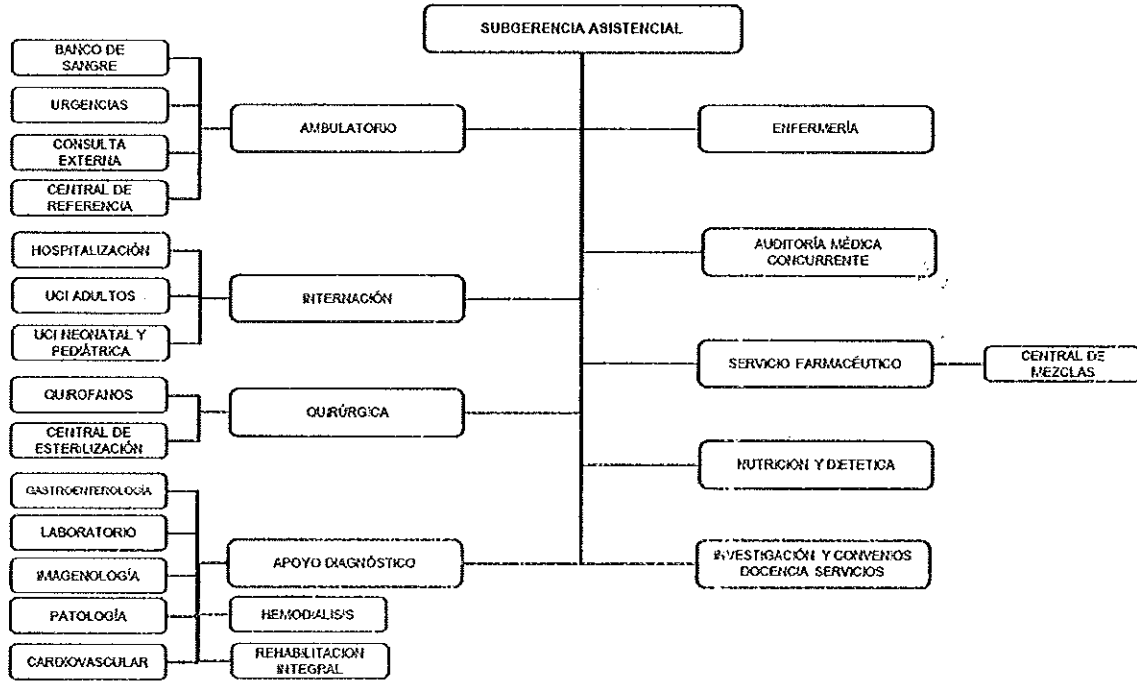 SUBGERENCIA ASISTENCIAL
BANCO DE
SANGRE
URGENCIAS
CONSULTA
EXTERNA
CENTRAL DE
REFERENCIA
AMBULATORIO
ENFERMERÍA
HOSPITALIZACIÓN
UCI ADULTOS
UCI NEONATAL Y
PEDIÁTRICA
INTERNACIÓN
AUDITORÍA MÉDICA
CONCURRENTE
SERVICIO FARMACÉUTICO
CENTRAL DE
MEZCLAS
QUIROFANOS
CENTRAL DE
ESTERILIZACIÓN
QUIRÚRGICA
NUTRICION Y DIETETICA
GASTROENTEROLOGÍA
LABORATORIO
IMAGENOLOGÍA
PATOLOGÍA
CARDIOVASCULAR
APOYO DIAGNÓSTICO
HEMODIALISIS
REHABILITACION
INTEGRAL
INVESTIGACIÓN Y CONVENIOS
DOCENCIA SERVICIOS